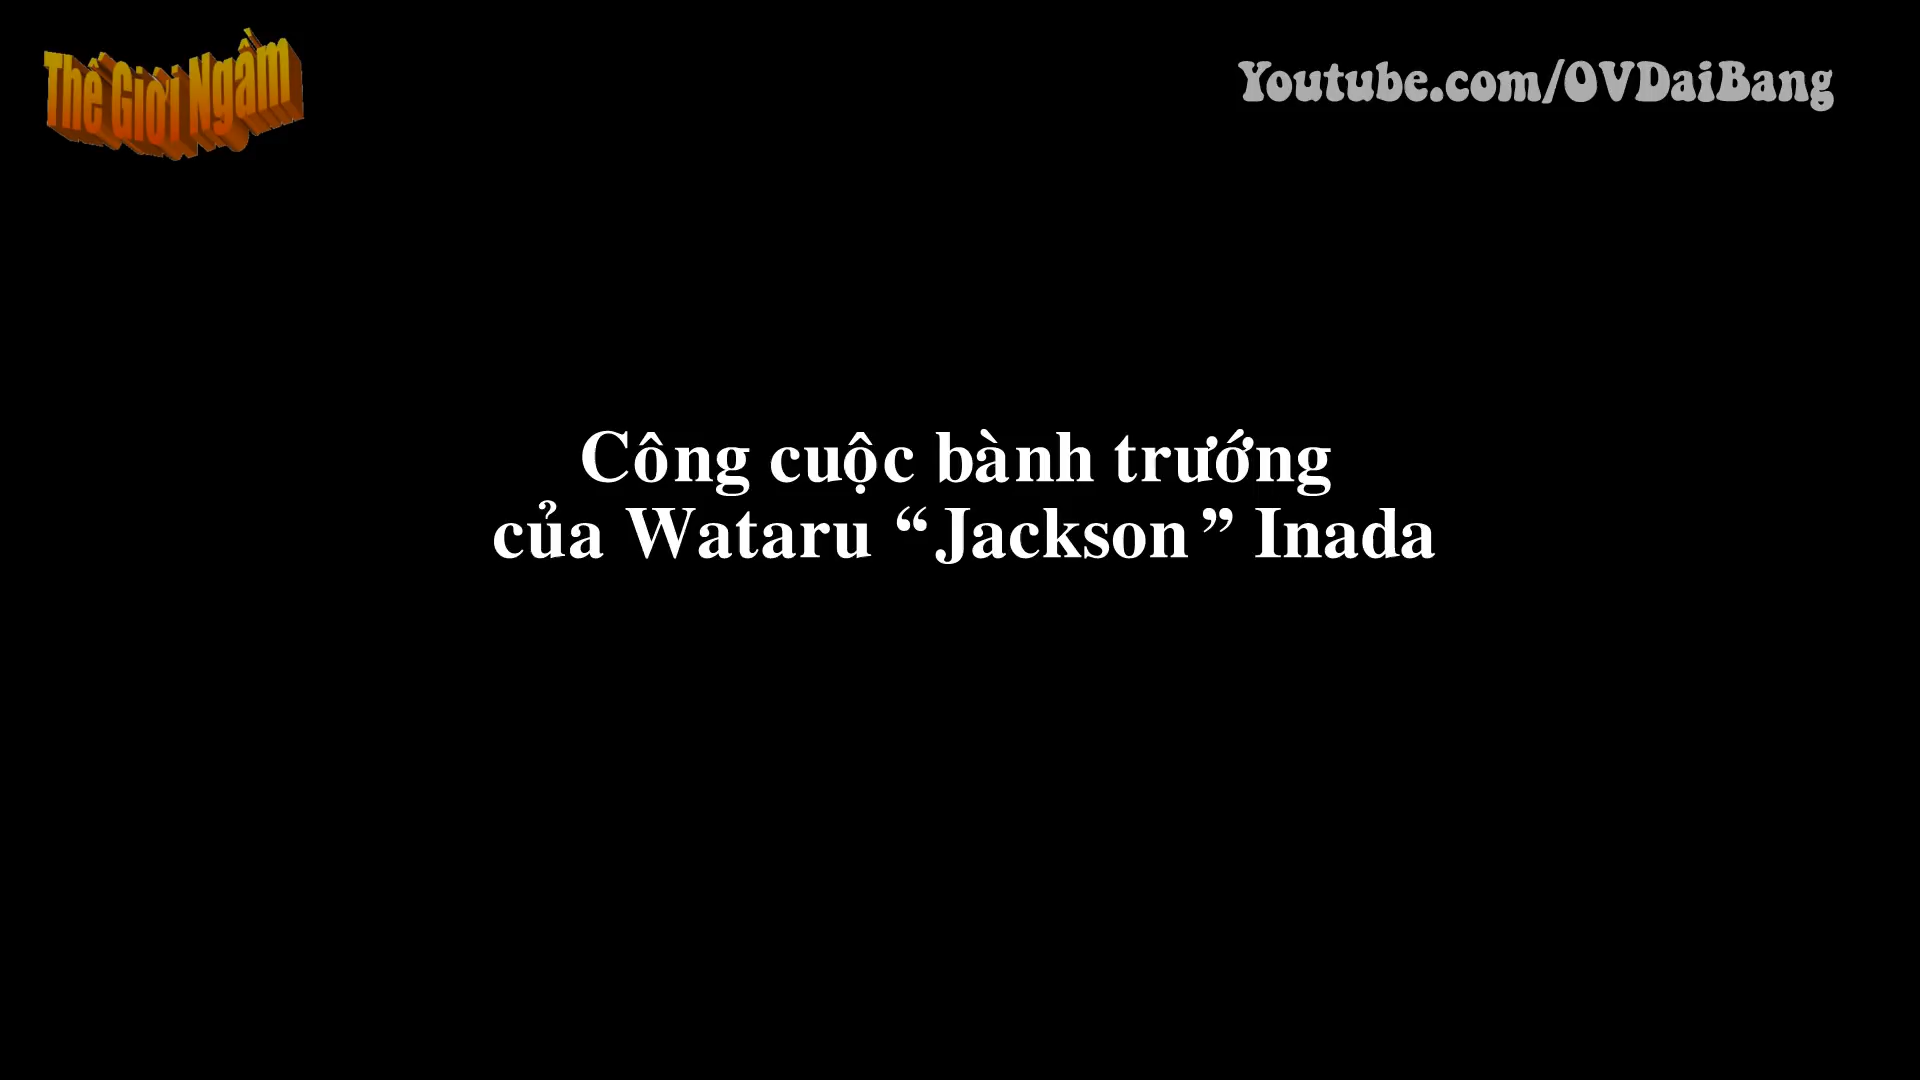 Thế Giới Ngầm
Youtube.com/OVDaiBang
Công cuộc bành trướng
của Wataru “Jackson” Inada